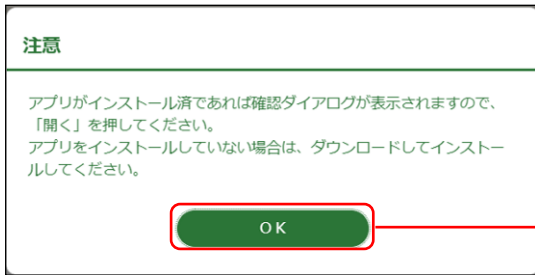 注意
アプリがインストール済であれば確認ダイアログが表示されますので、
「開く」を押してください。
アプリをインストールしていない場合は、ダウンロードしてインストー
ルしてください。
OK